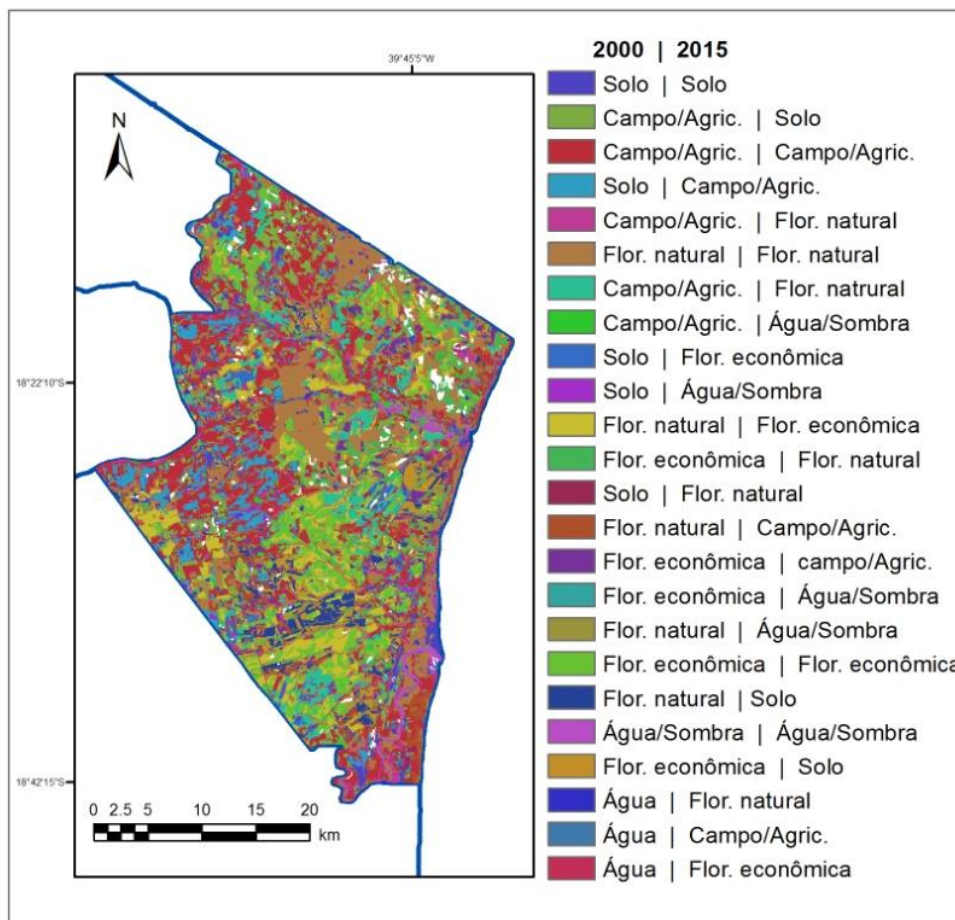 2000 | 2015
39°45'5"W
Solo | Solo
Campo/Agric. | Solo
N
Campo/Agric. | Campo/Agric.
Solo | Campo/Agric.
Campo/Agric. | Flor. natural
Flor. natural | Flor. natural
Campo/Agric. | Flor. natrural
Campo/Agric. | Água/Sombra
Solo | Flor. econômica
18°22'10"S
Solo | Água/Sombra
Flor. natural | Flor. econômica
Flor. econômica | Flor. natural
Solo | Flor. natural
Flor. natural | Campo/Agric.
Flor. econômica | campo/Agric.
Flor. econômica | Água/Sombra
Flor. natural | Água/Sombra
Flor. econômica | Flor. econômica
Flor. natural | Solo
Água/Sombra | Água/Sombra
Flor. econômica | Solo
18°42'15"S
0 2.5 5 10 15 20
km
Água | Flor. natural
Água | Campo/Agric.
Água | Flor. econômica